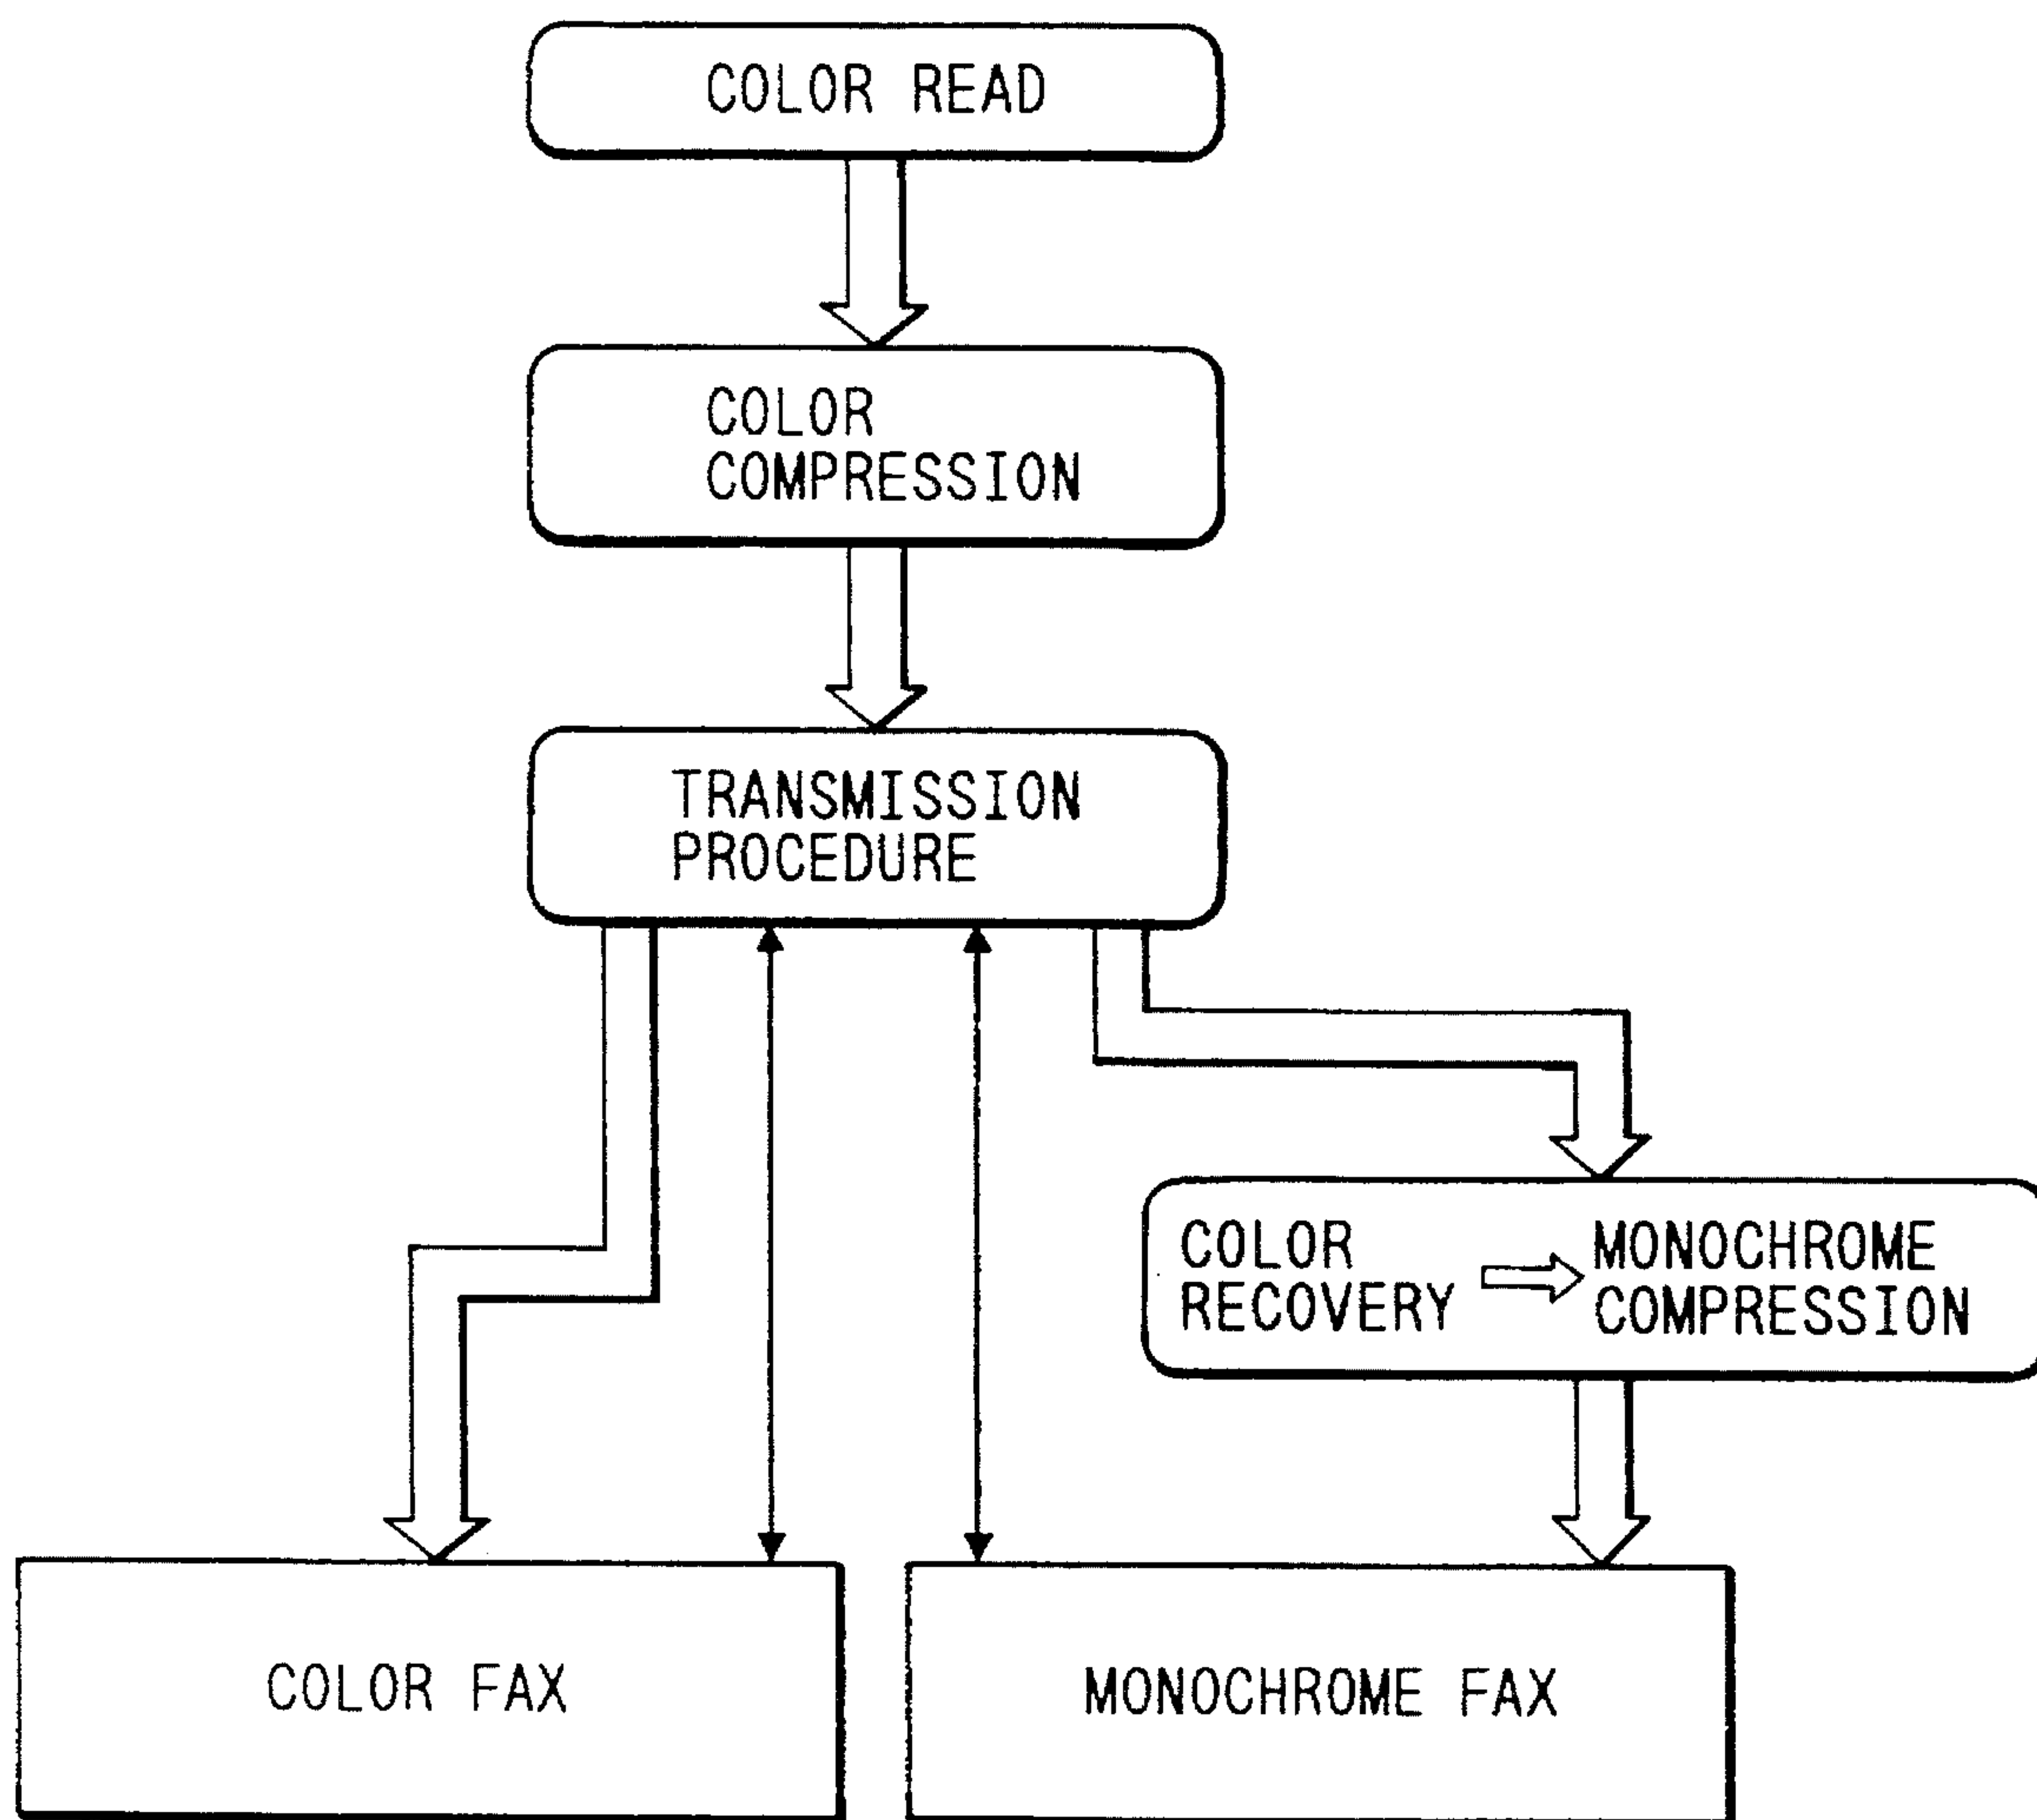 COLOR READ
COLOR
COMPRESSION
TRANSMISSION
PROCEDURE
COLOR
RECOVERY
MONOCHROME
COMPRESSION
COLOR FAX
MONOCHROME FAX